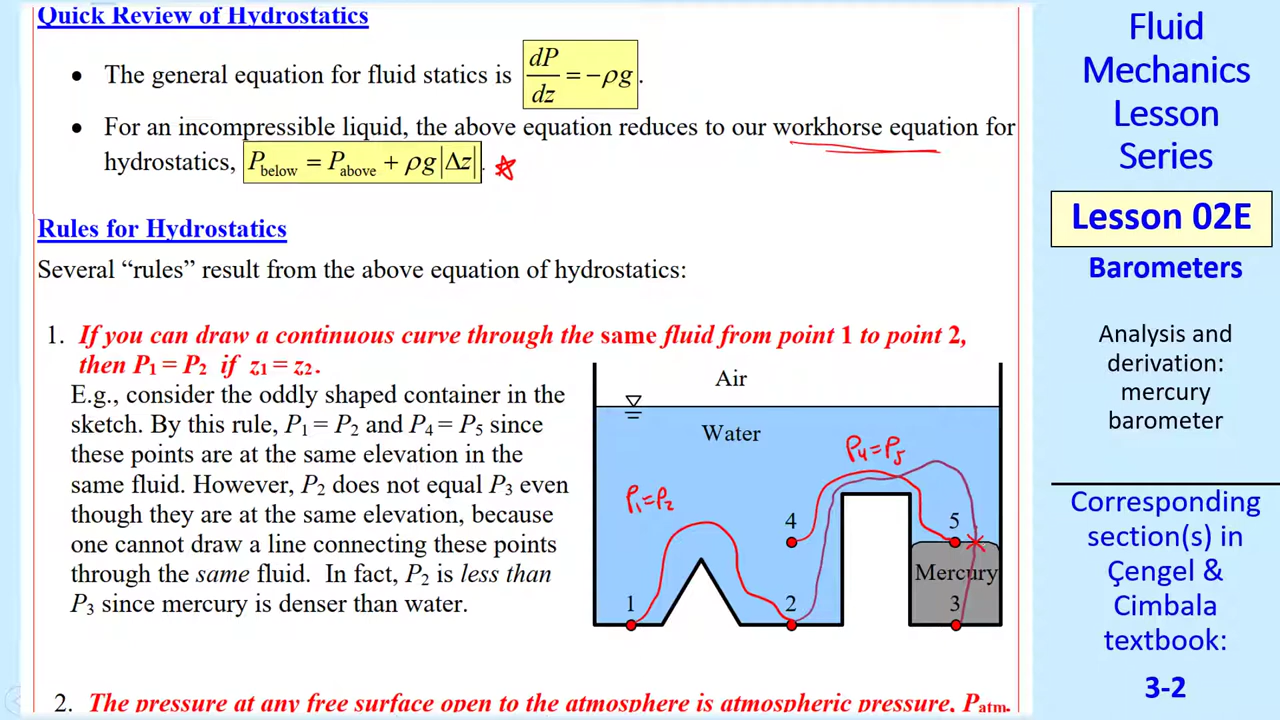 Quick Review of Hydrostatics
• The general equation for fluid statics is dP/dz = −ρg.
• For an incompressible liquid, the above equation reduces to our workhorse equation for
hydrostatics, P_below = P_above + ρg|Δz|.
Rules for Hydrostatics
Several “rules” result from the above equation of hydrostatics:
1. If you can draw a continuous curve through the same fluid from point 1 to point 2,
then P₁ = P₂ if z₁ = z₂.
E.g., consider the oddly shaped container in the
sketch. By this rule, P₁ = P₂ and P₄ = P₅ since
these points are at the same elevation in the
same fluid. However, P₂ does not equal P₃ even
though they are at the same elevation, because
one cannot draw a line connecting these points
through the same fluid. In fact, P₂ is less than
P₃ since mercury is denser than water.
Air
Water
P₄=P₅
P₁=P₂
4
5
Mercury
1
2
3
2. The pressure at any free surface open to the atmosphere is atmospheric pressure, Patm.
Fluid
Mechanics
Lesson
Series
Lesson 02E
Barometers
Analysis and
derivation:
mercury
barometer
Corresponding
section(s) in
Çengel &
Cimbala
textbook:
3-2